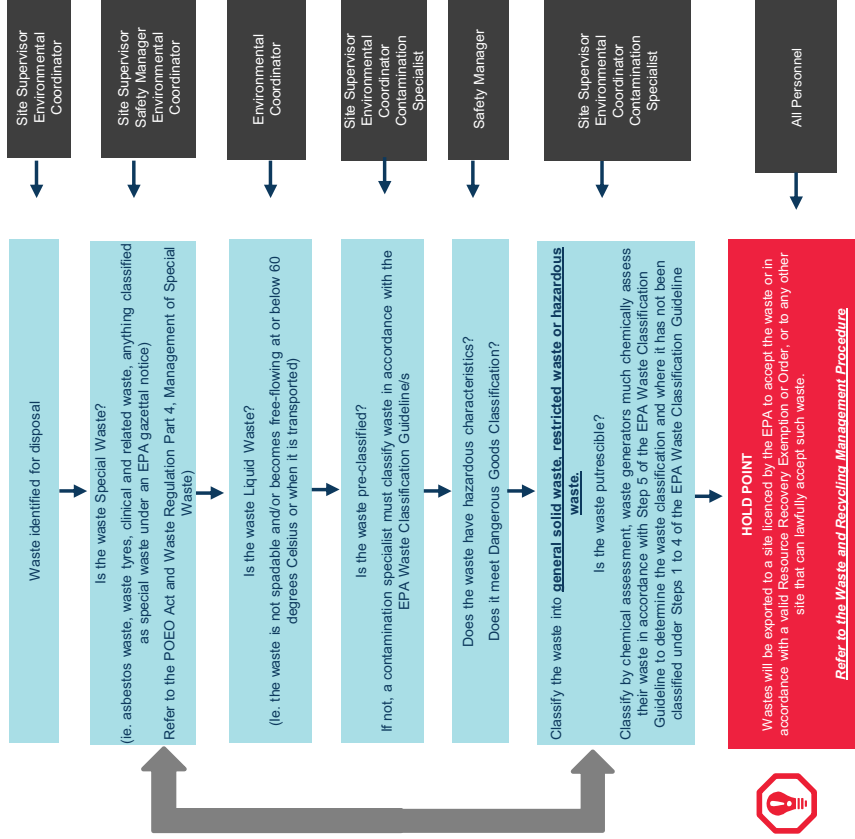 Site Supervisor
Environmental
Coordinator
Waste identified for disposal
Site Supervisor
Safety Manager
Environmental
Coordinator
Is the waste Special Waste?
(ie. asbestos waste, waste tyres, clinical and related waste, anything classified
as special waste under an EPA gazettal notice)
Refer to the POEO Act and Waste Regulation Part 4, Management of Special
Waste)
Environmental
Coordinator
Is the waste Liquid Waste?
(Ie. the waste is not spadable and/or becomes free-flowing at or below 60
degrees Celsius or when it is transported)
Site Supervisor
Environmental
Coordinator
Contamination
Specialist
Is the waste pre-classified?
If not, a contamination specialist must classify waste in accordance with the
EPA Waste Classification Guideline/s
Safety Manager
Does the waste have hazardous characteristics?
Does it meet Dangerous Goods Classification?
Site Supervisor
Environmental
Coordinator
Contamination
Specialist
Classify the waste into general solid waste, restricted waste or hazardous
waste.
Is the waste putrescible?
Classify by chemical assessment, waste generators much chemically assess
their waste in accordance with Step 5 of the EPA Waste Classification
Guideline to determine the waste classification and where it has not been
classified under Steps 1 to 4 of the EPA Waste Classification Guideline
All Personnel
HOLD POINT
Wastes will be exported to a site licenced by the EPA to accept the waste or in
accordance with a valid Resource Recovery Exemption or Order, or to any other
site that can lawfully accept such waste.
Refer to the Waste and Recycling Management Procedure